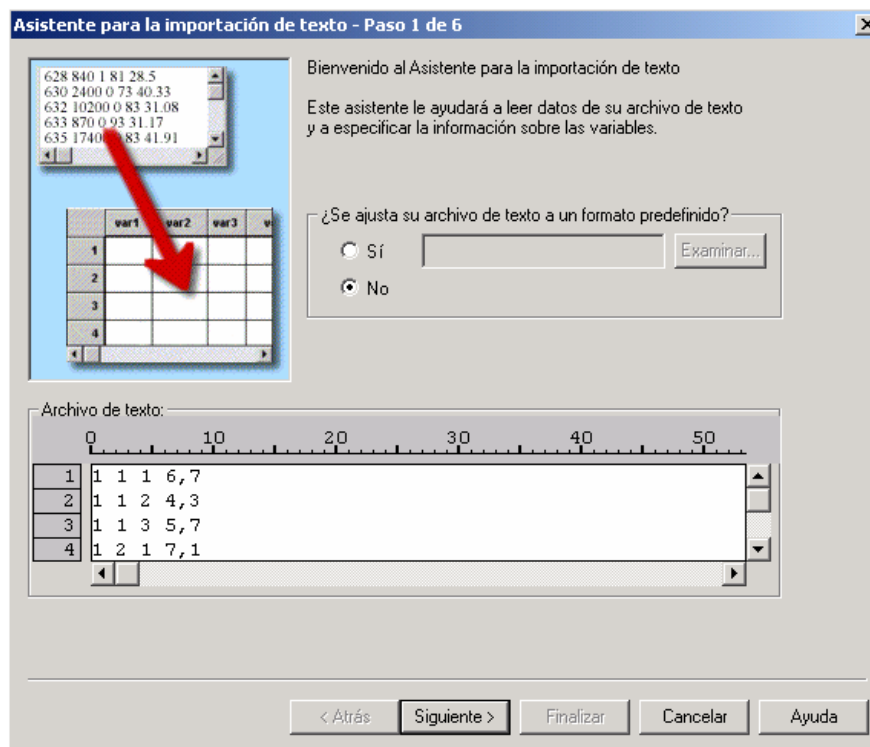 Asistente para la importación de texto - Paso 1 de 6
628 840 1 81 28.5
630 2400 0 73 40.33
632 10200 0 83 31.08
633 870 0 93 31.17
635 1740 83 41.91
var1 var2 var3 v
1
2
3
4
Bienvenido al Asistente para la importación de texto
Este asistente le ayudará a leer datos de su archivo de texto
y a especificar la información sobre las variables.
¿Se ajusta su archivo de texto a un formato predefinido?
Sí Examinar...
No
Archivo de texto:
0 10 20 30 40 50
1 1 1 1 6,7
2 1 1 2 4,3
3 1 1 3 5,7
4 1 2 1 7,1
< Atrás Siguiente > Finalizar Cancelar Ayuda